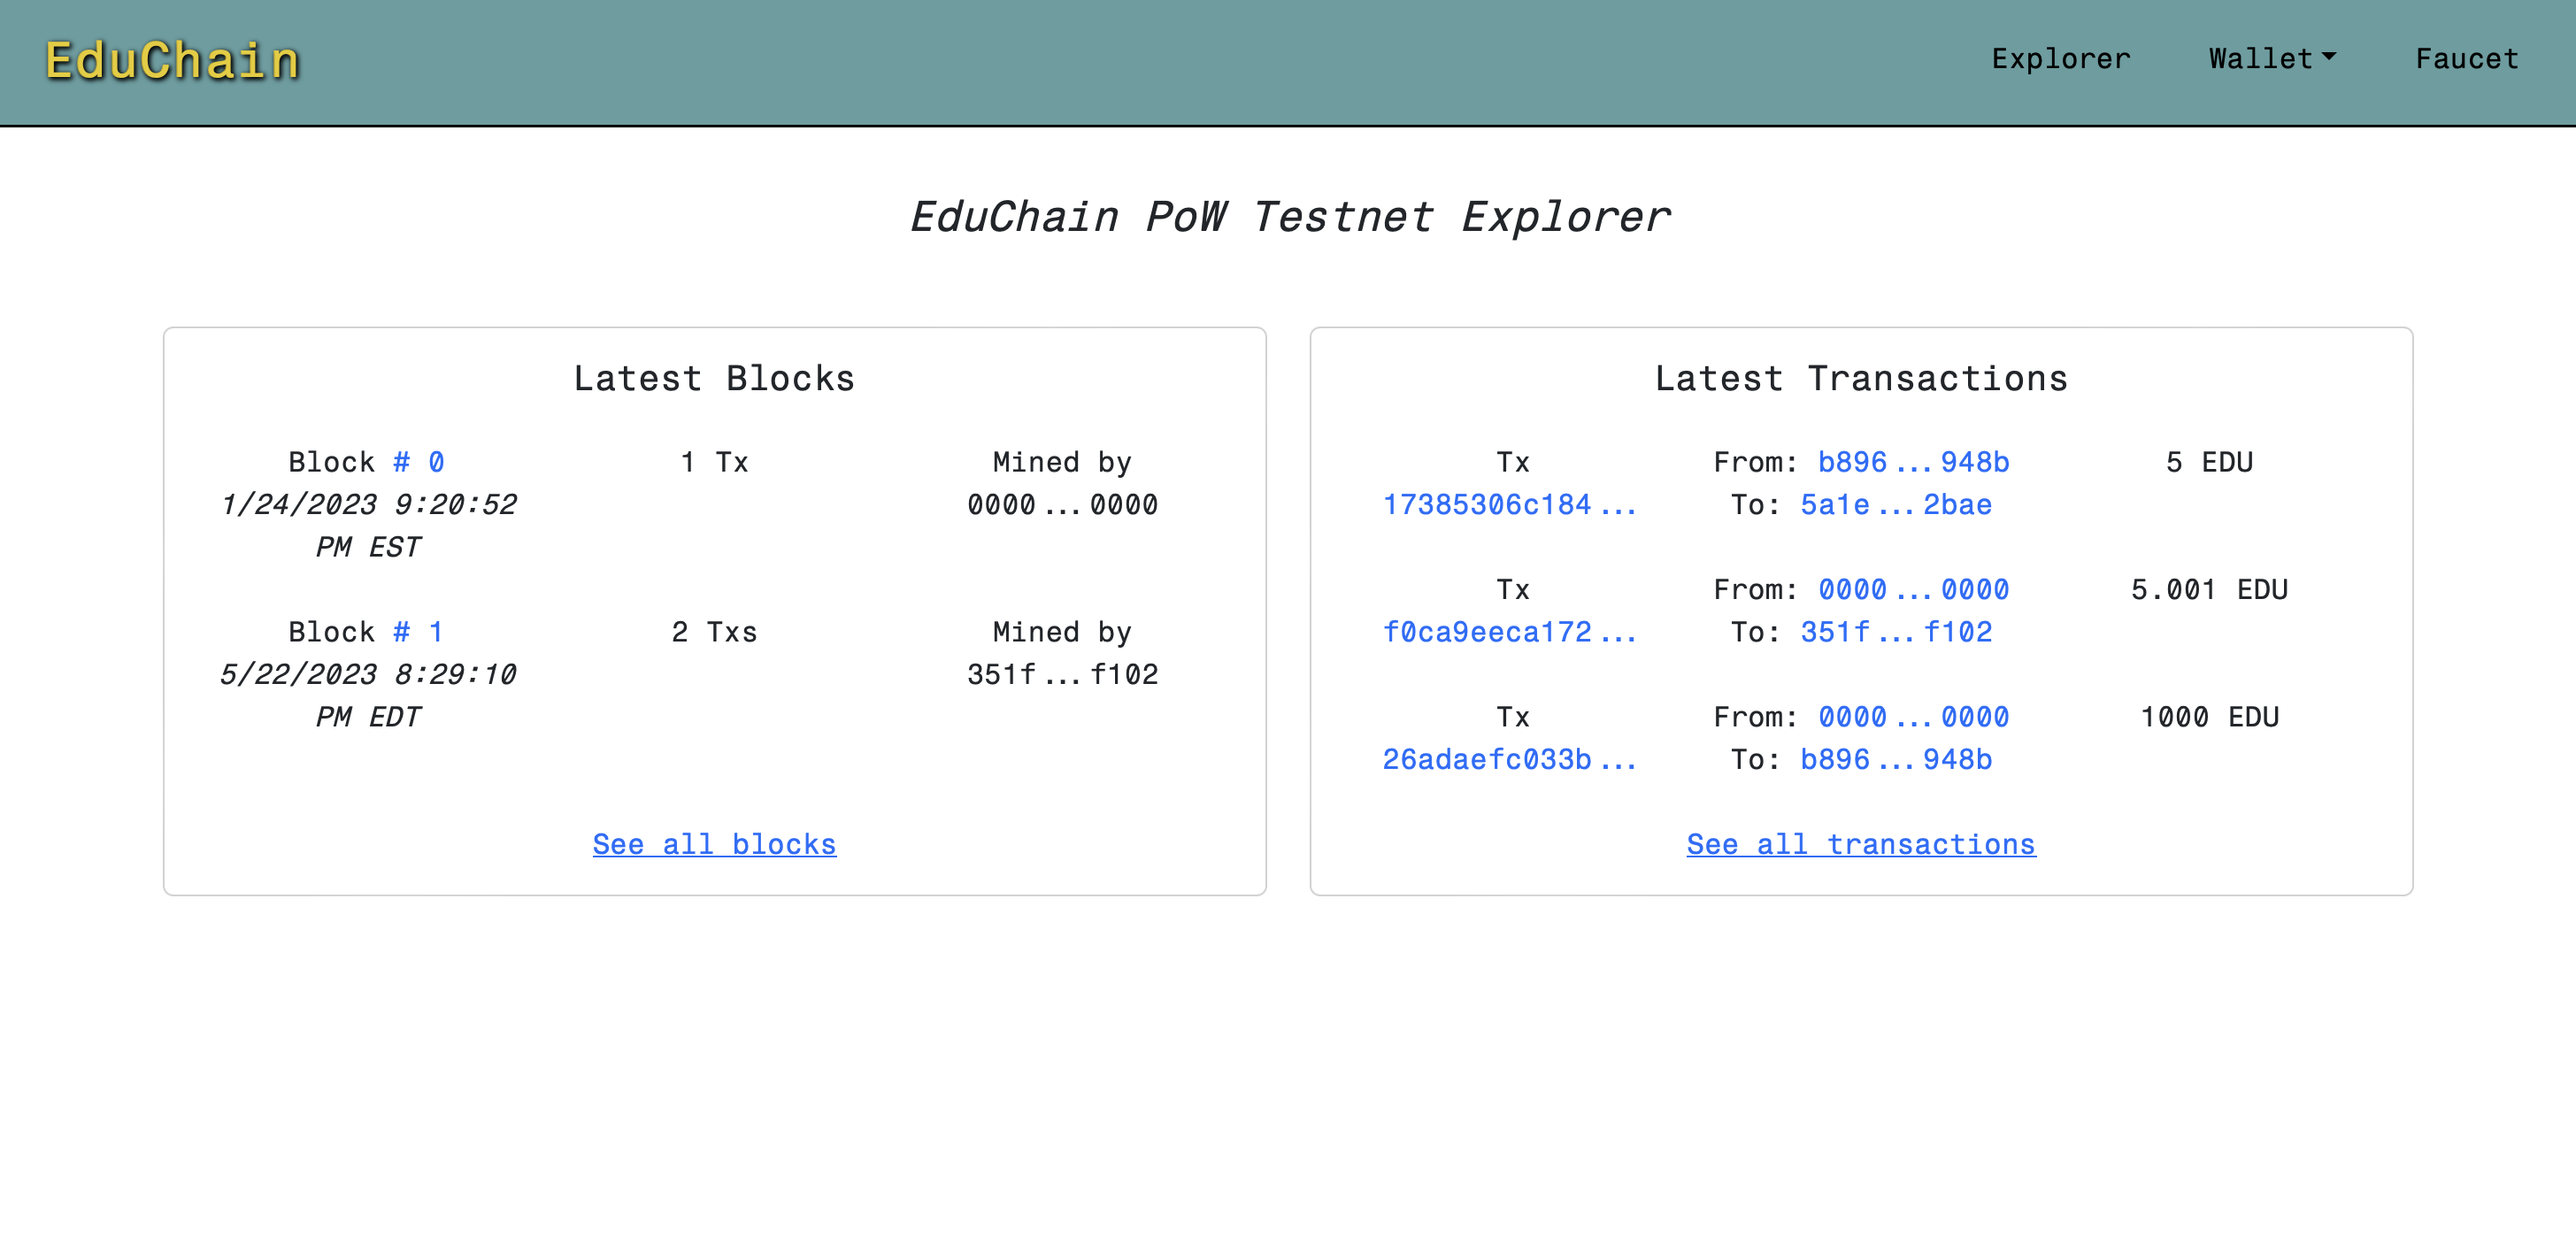 EduChain
Explorer Wallet Faucet
EduChain PoW Testnet Explorer
Latest Blocks
Block # 0 1 Tx Mined by
1/24/2023 9:20:52 0000...0000
PM EST
Block # 1 2 Txs Mined by
5/22/2023 8:29:10 351f...f102
PM EDT
See all blocks
Latest Transactions
Tx From: b896...948b 5 EDU
17385306c184... To: 5a1e...2bae
Tx From: 0000...0000 5.001 EDU
f0ca9eeca172... To: 351f...f102
Tx From: 0000...0000 1000 EDU
26adaefc033b... To: b896...948b
See all transactions